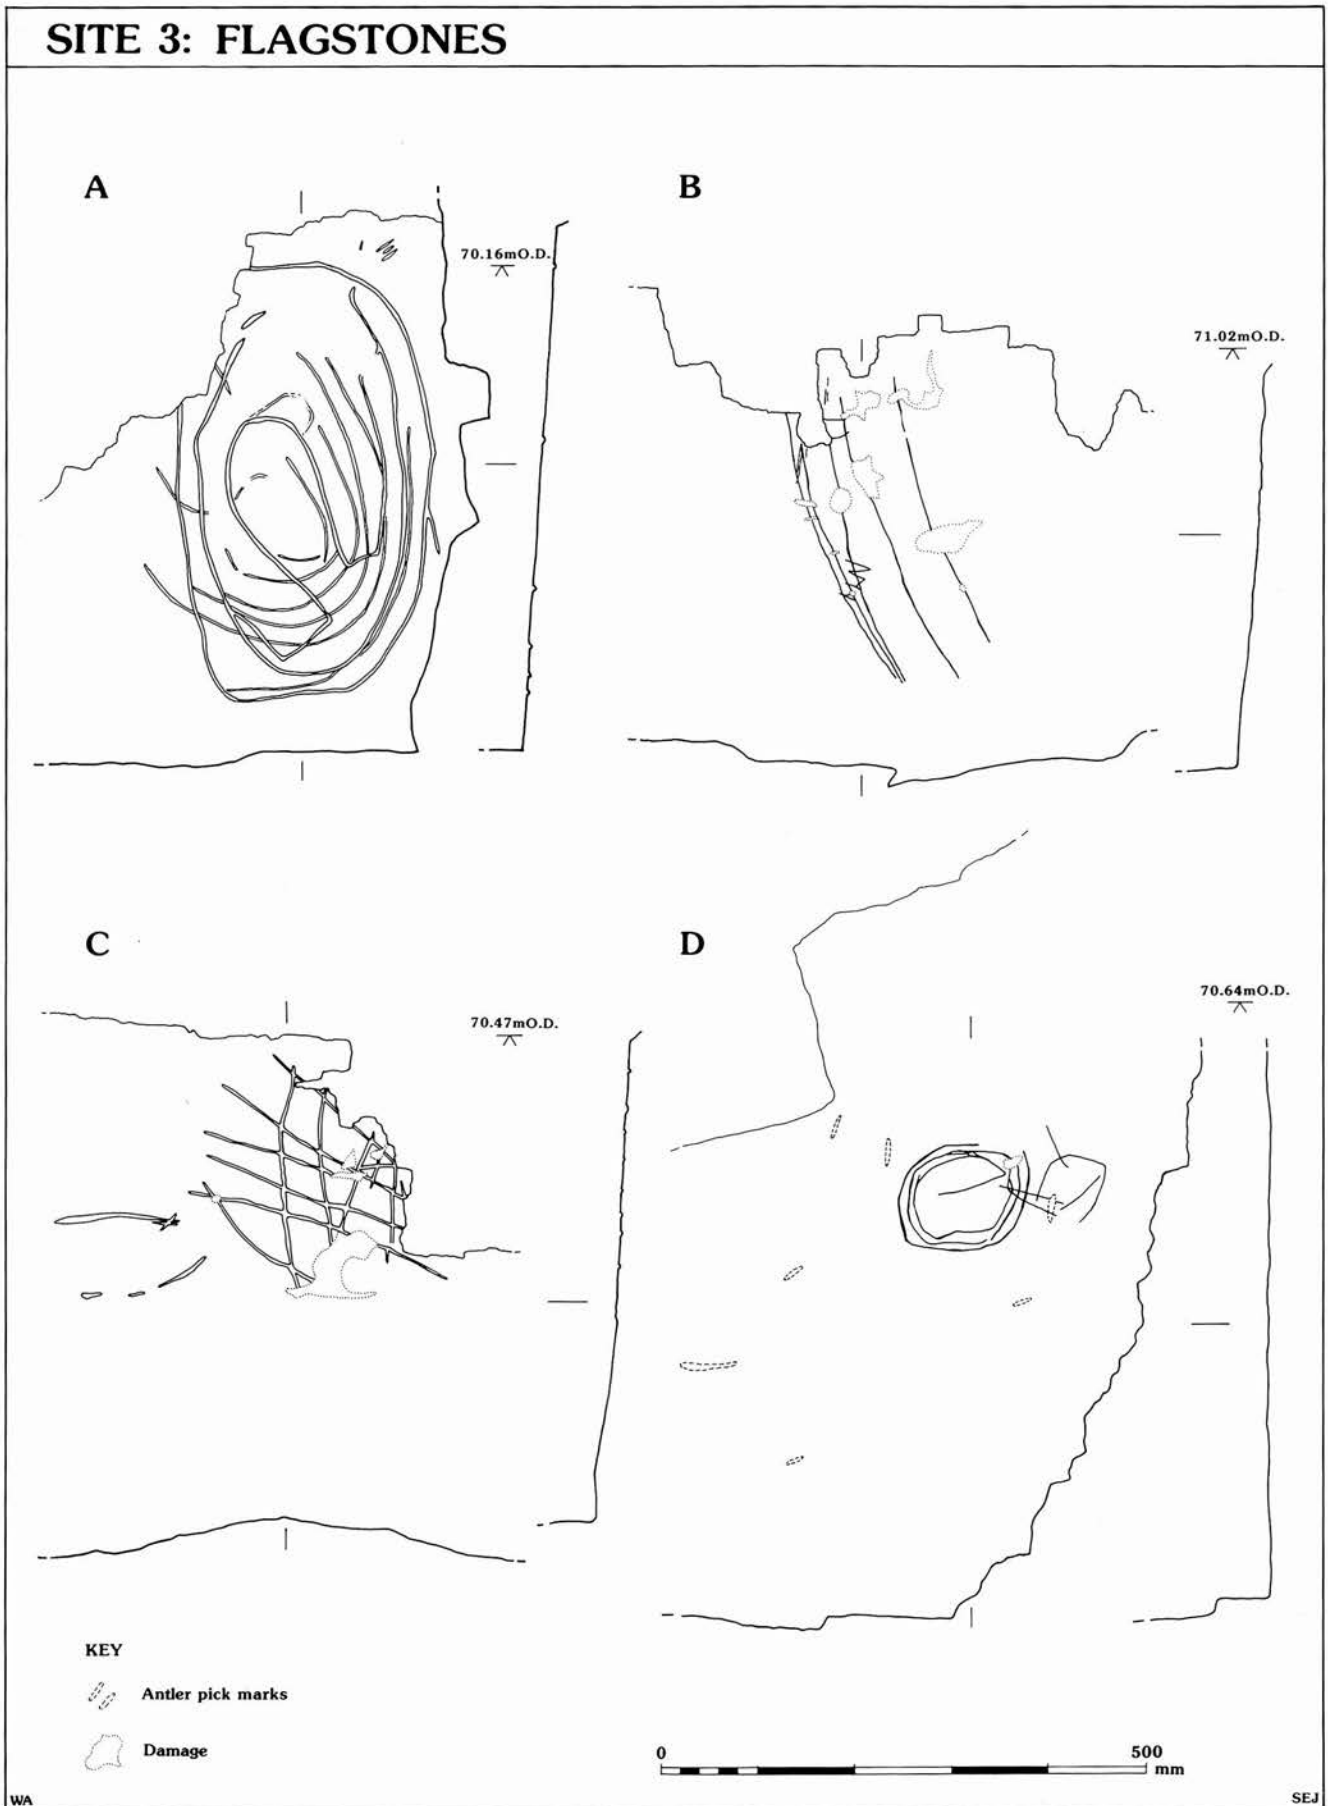 SITE 3: FLAGSTONES
A
70.16mO.D.
B
71.02mO.D.
C
70.47mO.D.
D
70.64mO.D.
KEY
Antler pick marks
Damage
0 500 mm
WA SEJ